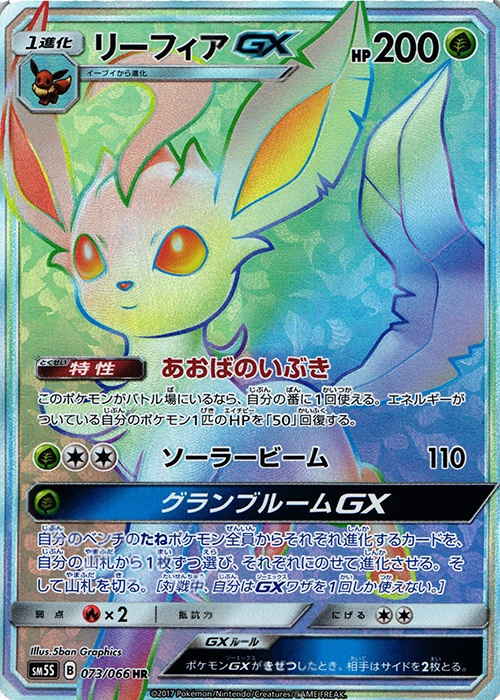 1進化 リーフィアGX HP200
イーブイから進化
とくせい
特性 あおばのいぶき
このポケモンがバトル場にいるなら、自分の番に1回使える。エネルギーが
ついている自分のポケモン1匹のHPを「50」回復する。
ソーラービーム 110
グランブルームGX
自分のベンチのたねポケモン全員からそれぞれ進化するカードを、
自分の山札から1枚ずつ選び、それぞれにのせて進化させる。そ
して山札を切る。[対戦中、自分はGXワザを1回しか使えない。]
弱点 ×2 抵抗力 にげる
Illus.5ban Graphics
GXルール
ポケモンGXがきぜつしたとき、相手はサイドを2枚とる。
SM5S B 073/066 HR
©2017 Pokémon/Nintendo/Creatures/GAME FREAK.